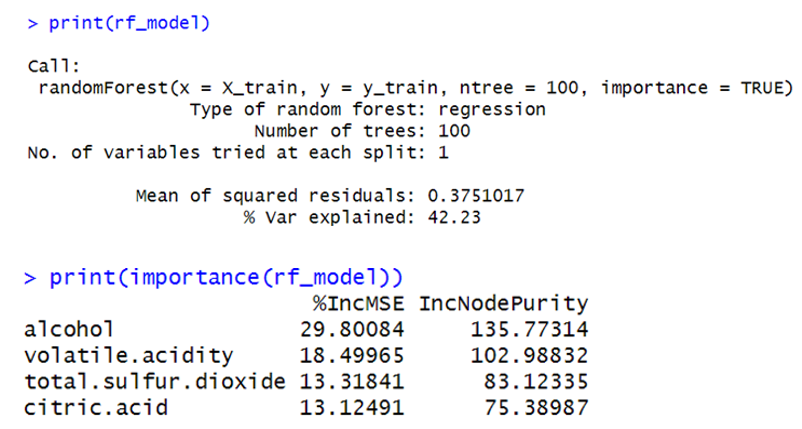 > print(rf_model)
Call:
randomForest(x = X_train, y = y_train, ntree = 100, importance = TRUE)
Type of random forest: regression
Number of trees: 100
No. of variables tried at each split: 1
Mean of squared residuals: 0.3751017
% Var explained: 42.23
> print(importance(rf_model))
%IncMSE IncNodePurity
alcohol 29.80084 135.77314
volatile.acidity 18.49965 102.98832
total.sulfur.dioxide 13.31841 83.12335
citric.acid 13.12491 75.38987